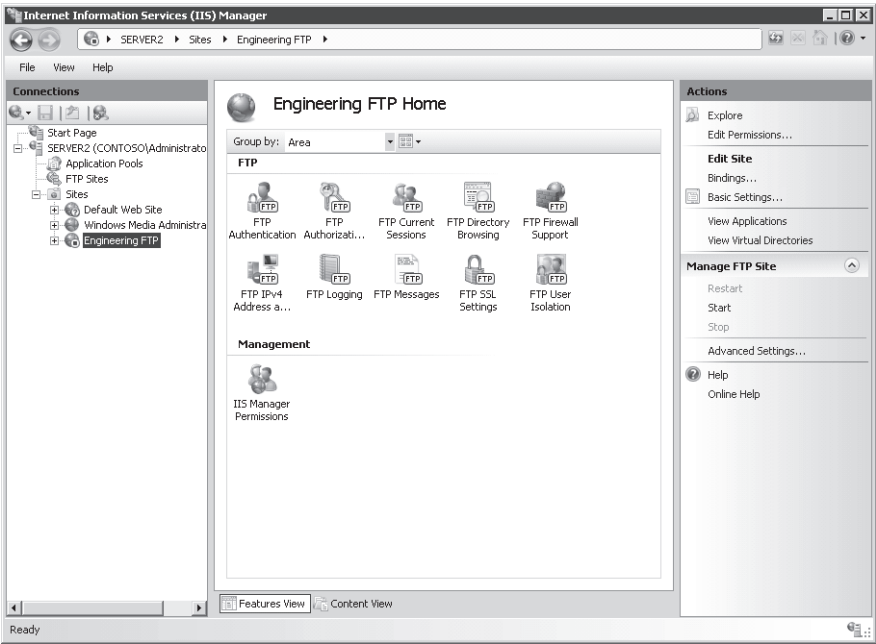 Internet Information Services (IIS) Manager
SERVER2 Sites Engineering FTP
File View Help
Connections
Start Page
SERVER2 (CONTOSO\Administrato
Application Pools
FTP Sites
Sites
Default Web Site
Windows Media Administra
Engineering FTP
Engineering FTP Home
Group by: Area
FTP
FTP Authentication
FTP Authorizati...
FTP Current Sessions
FTP Directory Browsing
FTP Firewall Support
FTP IPv4 Address a...
FTP Logging
FTP Messages
FTP SSL Settings
FTP User Isolation
Management
IIS Manager Permissions
Features View
Content View
Actions
Explore
Edit Permissions...
Edit Site
Bindings...
Basic Settings...
View Applications
View Virtual Directories
Manage FTP Site
Restart
Start
Stop
Advanced Settings...
Help
Online Help
Ready